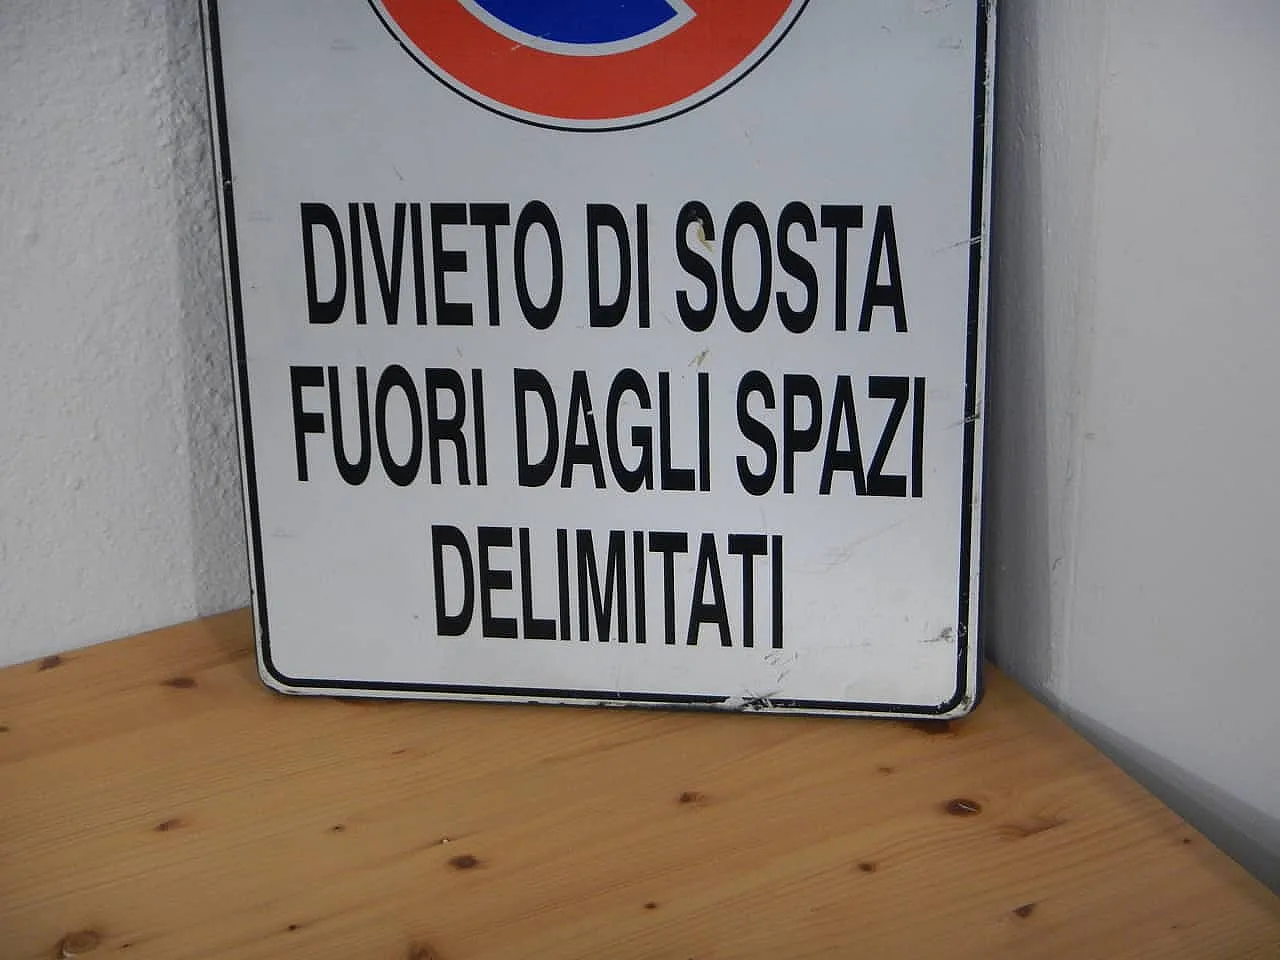 DIVIETO DI SOSTA
FUORI DAGLI SPAZI
DELIMITATI